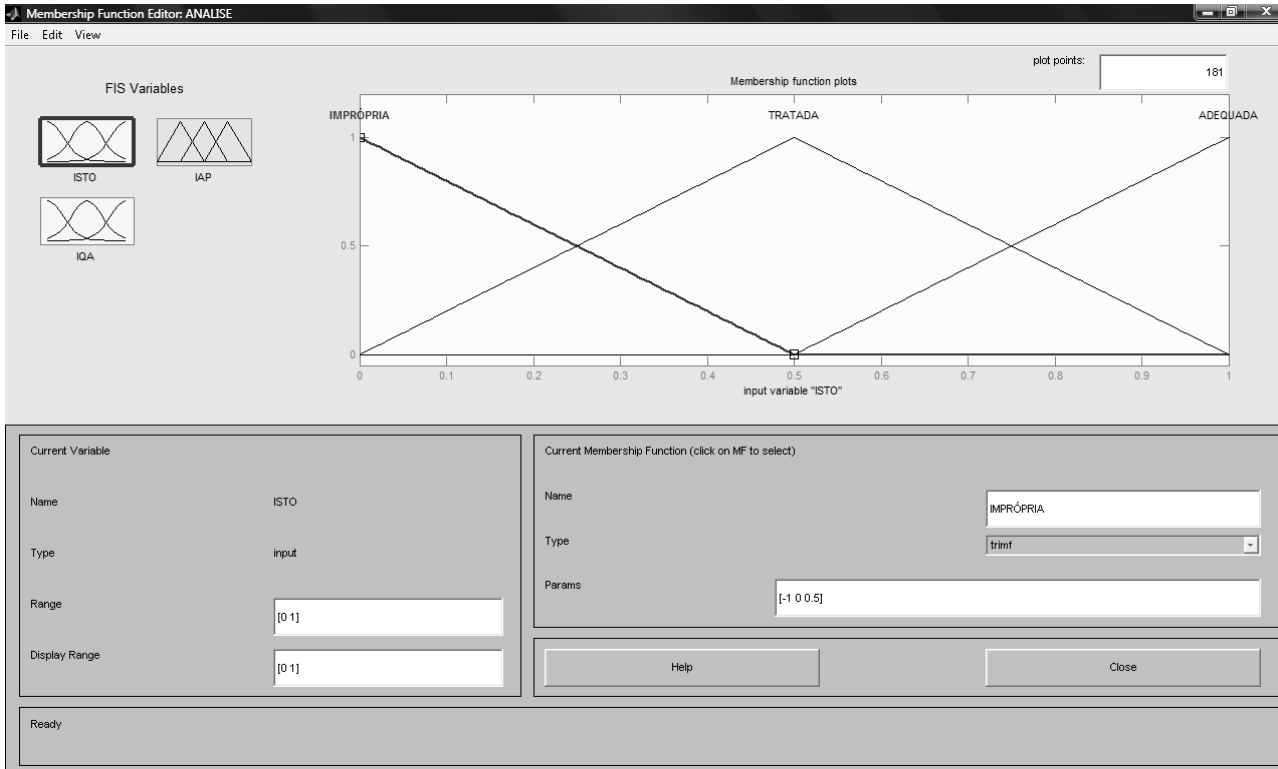 Membership Function Editor: ANALISE
File Edit View
FIS Variables
ISTO
IAP
IQA
plot points:
181
Membership function plots
IMPRÓPRIA
TRATADA
ADEQUADA
1
0.5
0
0 0.1 0.2 0.3 0.4 0.5 0.6 0.7 0.8 0.9 1
input variable "ISTO"
Current Variable
Name ISTO
Type input
Range [0 1]
Display Range [0 1]
Current Membership Function (click on MF to select)
Name IMPRÓPRIA
Type trimf
Params [-1 0 0.5]
Help
Close
Ready